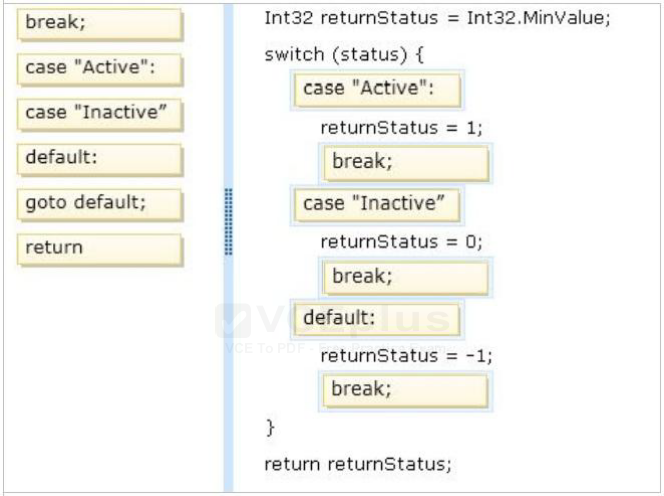 break;
case "Active":
case "Inactive”
default:
goto default;
return
Int32 returnStatus = Int32.MinValue;
switch (status) {
case "Active":
returnStatus = 1;
break;
case "Inactive”
returnStatus = 0;
break;
default:
returnStatus = -1;
break;
}
return returnStatus;
VCEplus